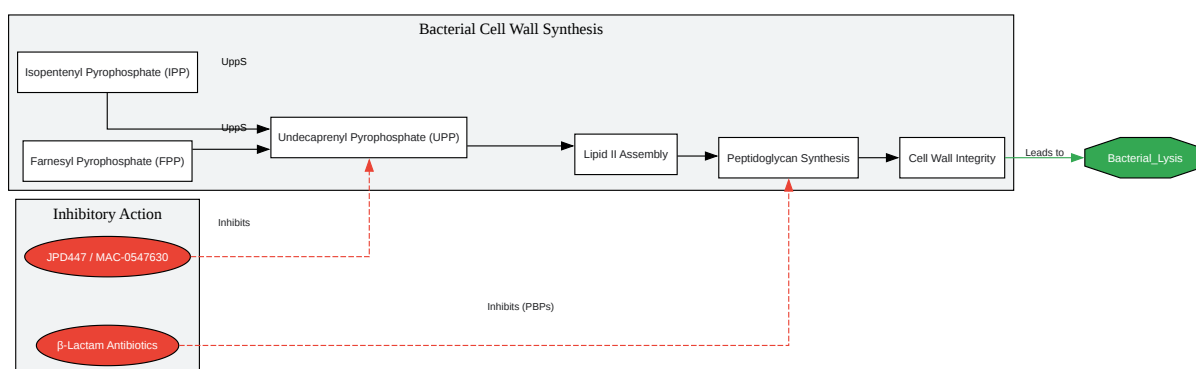 Bacterial Cell Wall Synthesis
Isopentenyl Pyrophosphate (IPP)
UppS
UppS
Undecaprenyl Pyrophosphate (UPP)
Farnesyl Pyrophosphate (FPP)
Lipid II Assembly
Peptidoglycan Synthesis
Cell Wall Integrity
Leads to
Bacterial_Lysis
Inhibitory Action
Inhibits
JPD447 / MAC-0547630
Inhibits (PBPs)
β-Lactam Antibiotics